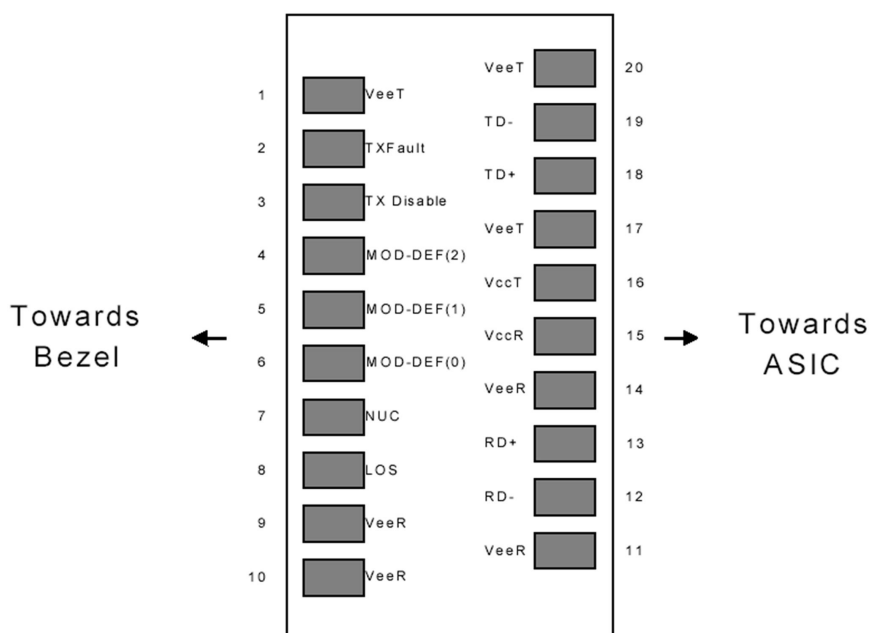 VeeT 20
1 VeeT
TD- 19
2 TXFault
TD+ 18
3 TX Disable
VeeT 17
4 MOD-DEF(2)
VccT 16
5 MOD-DEF(1)
Towards
Bezel
VccR 15
Towards
ASIC
6 MOD-DEF(0)
VeeR 14
7 NUC
RD+ 13
8 LOS
RD- 12
9 VeeR
VeeR 11
10 VeeR